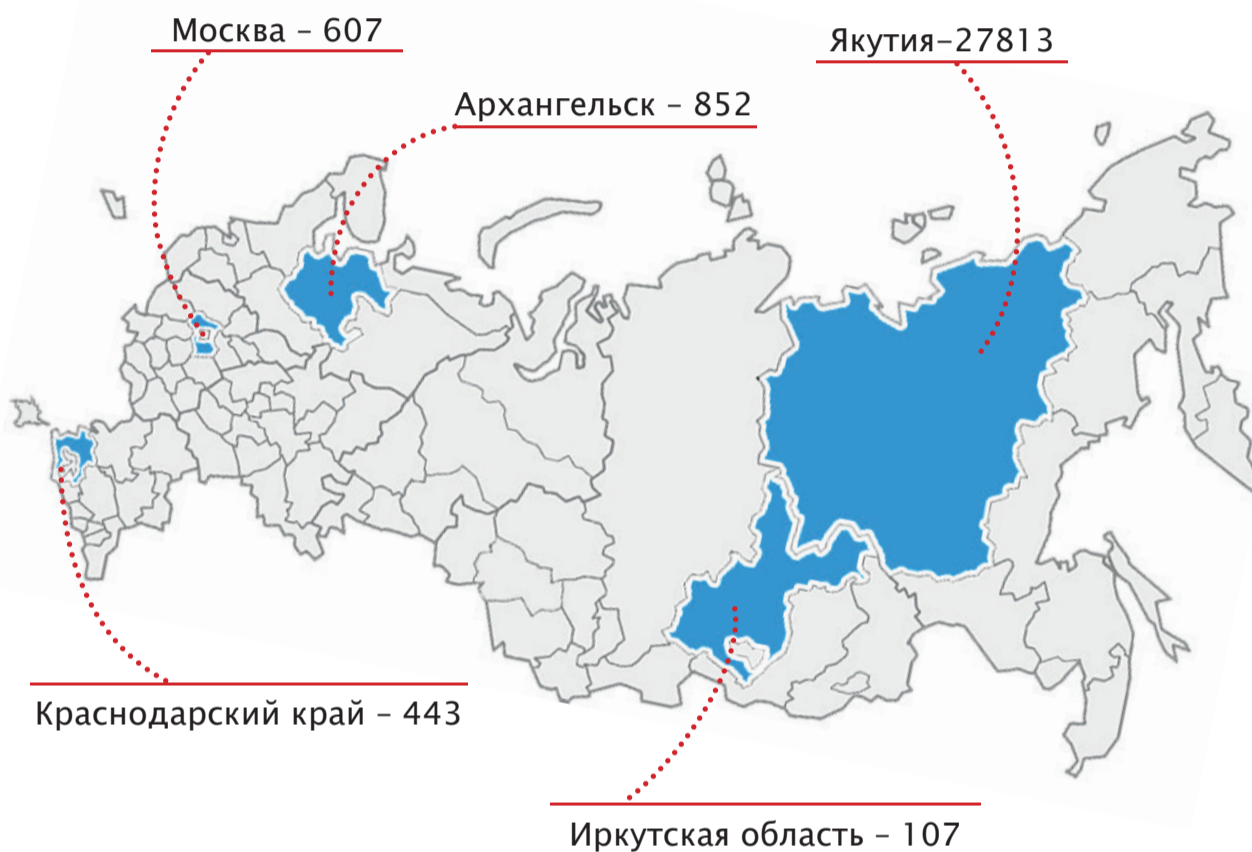 Москва – 607
Якутия–27813
Архангельск – 852
Краснодарский край – 443
Иркутская область – 107